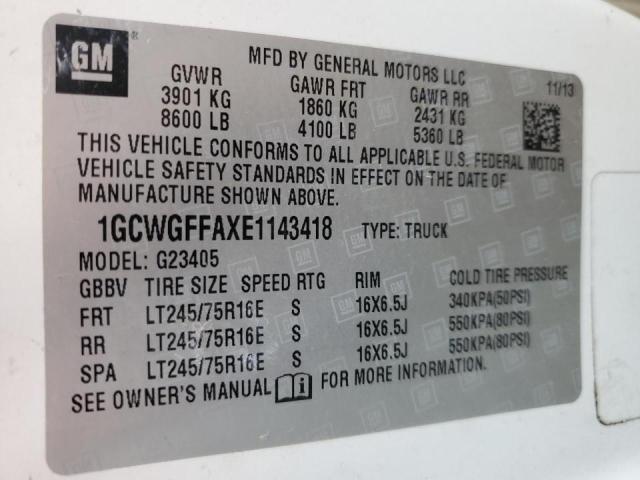 GM ®
MFD BY GENERAL MOTORS LLC
11/13
GVWR GAWR FRT GAWR RR
3901 KG 1860 KG 2431 KG
8600 LB 4100 LB 5360 LB
THIS VEHICLE CONFORMS TO ALL APPLICABLE U.S. FEDERAL MOTOR
VEHICLE SAFETY STANDARDS IN EFFECT ON THE DATE OF
MANUFACTURE SHOWN ABOVE.
1GCWGFFAXE1143418 TYPE: TRUCK
MODEL: G23405
GBBV TIRE SIZE SPEED RTG RIM COLD TIRE PRESSURE
FRT LT245/75R16E S 16X6.5J 340KPA(50PSI)
RR LT245/75R16E S 16X6.5J 550KPA(80PSI)
SPA LT245/75R16E S 16X6.5J 550KPA(80PSI)
SEE OWNER'S MANUAL FOR MORE INFORMATION.